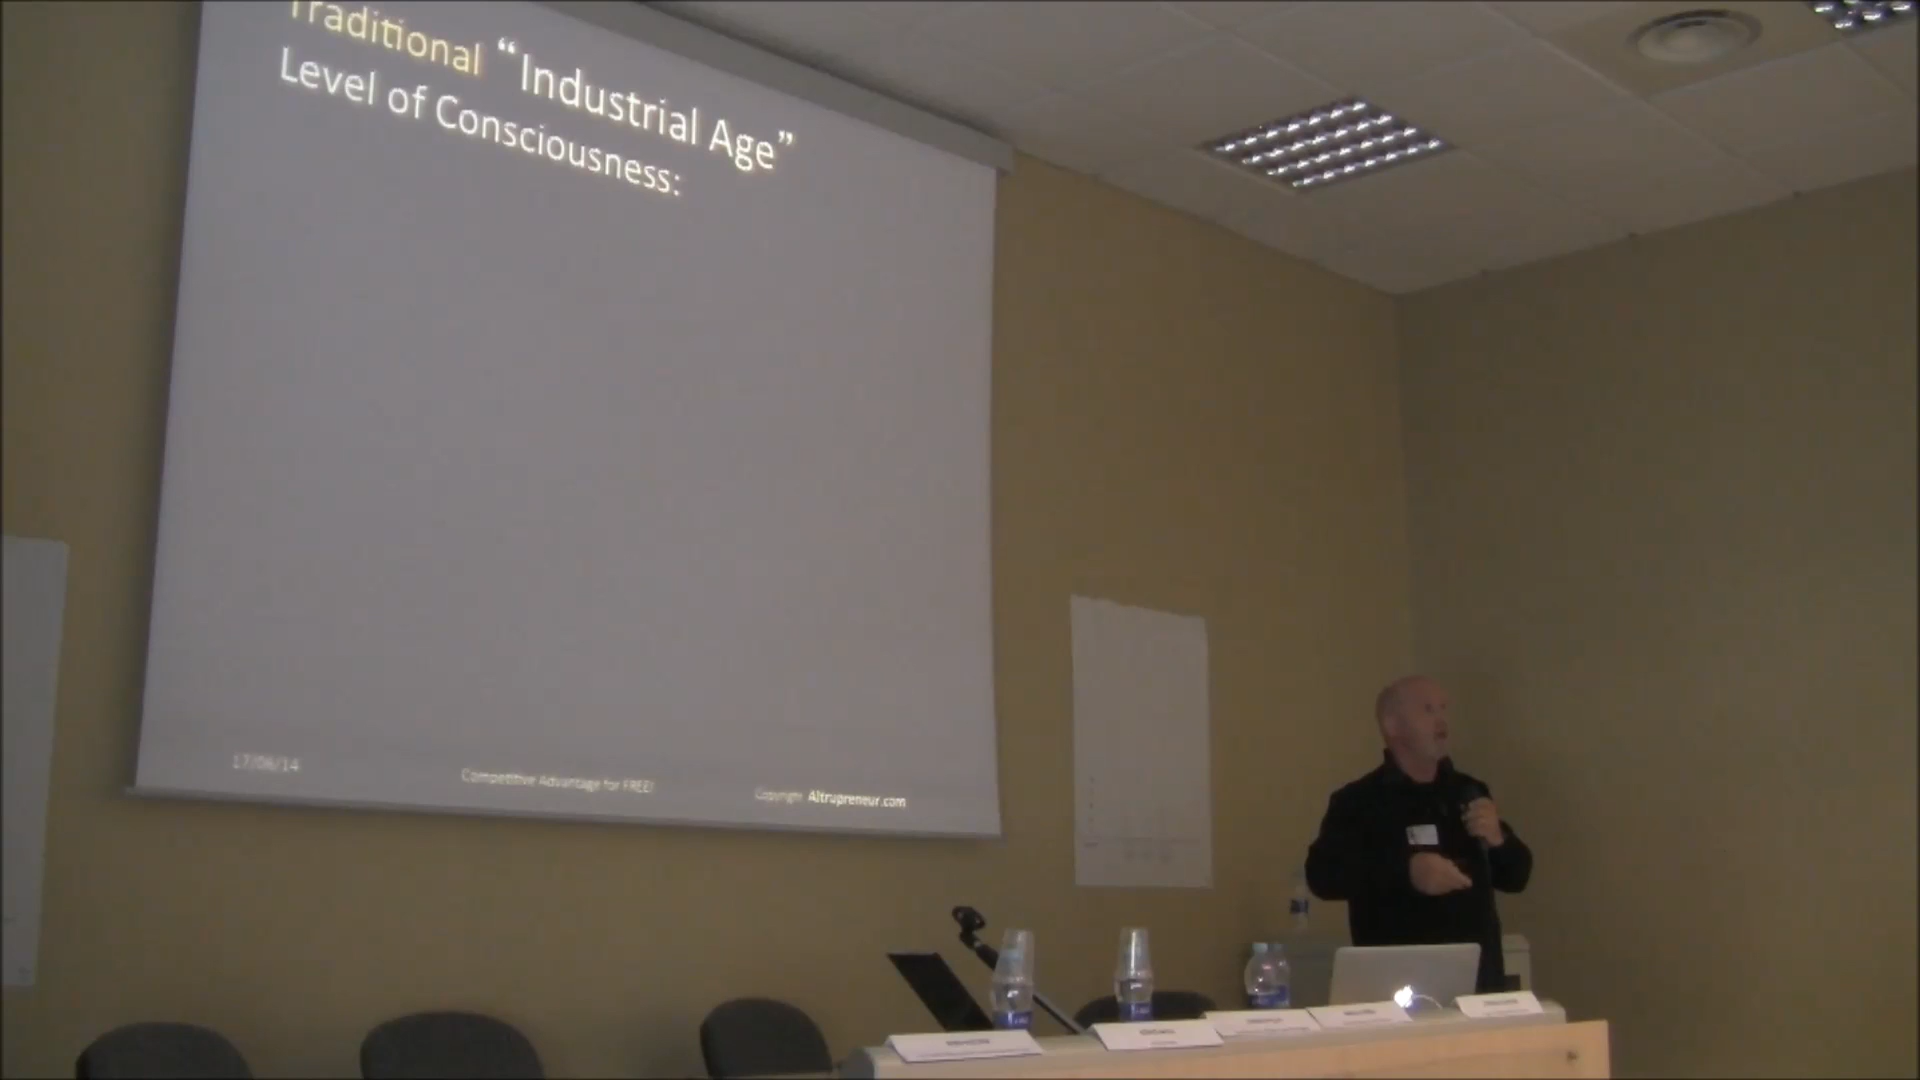 Traditional “Industrial Age”
Level of Consciousness:
17/06/14
Competitive Advantage for FREE!
Copyright Altrupreneur.com